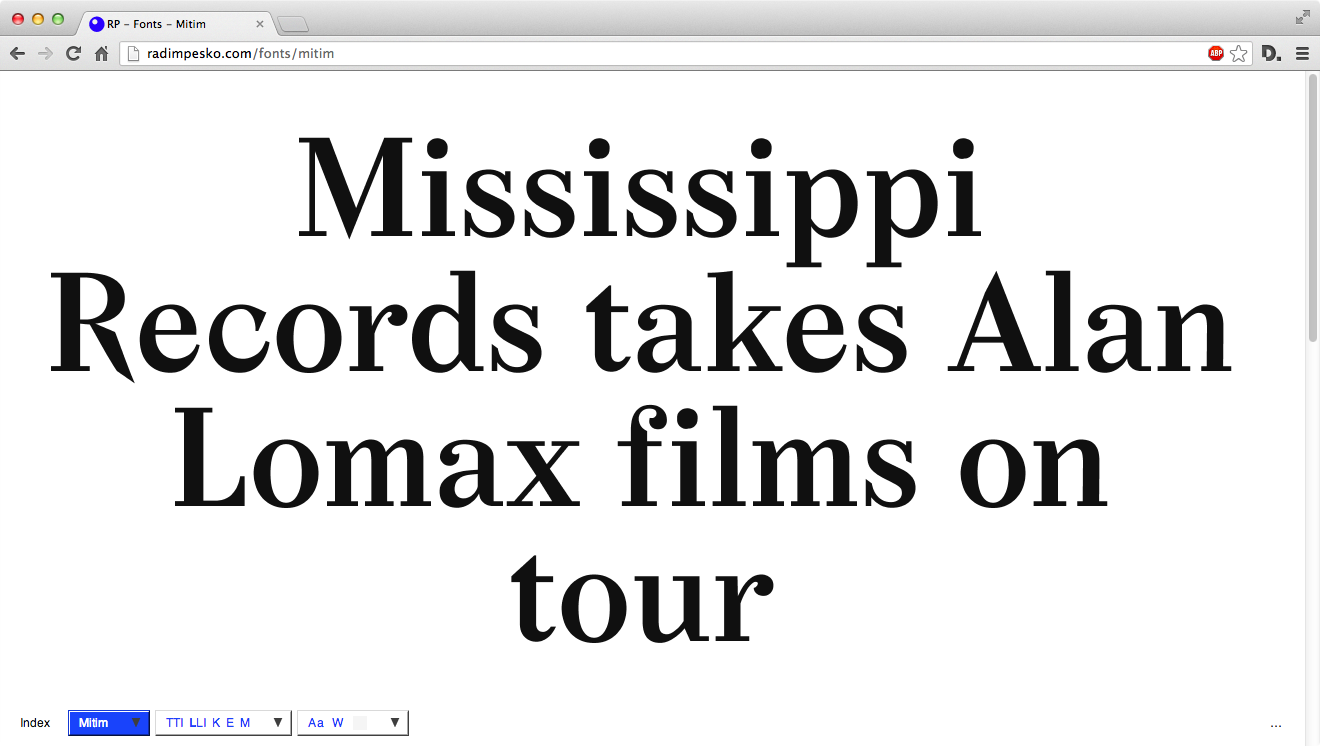 RP – Fonts – Mitim
radimpesko.com/fonts/mitim
ABP
D.
Mississippi
Records takes Alan
Lomax films on
tour
Index Mitim TTI LLI K E M Aa W ...